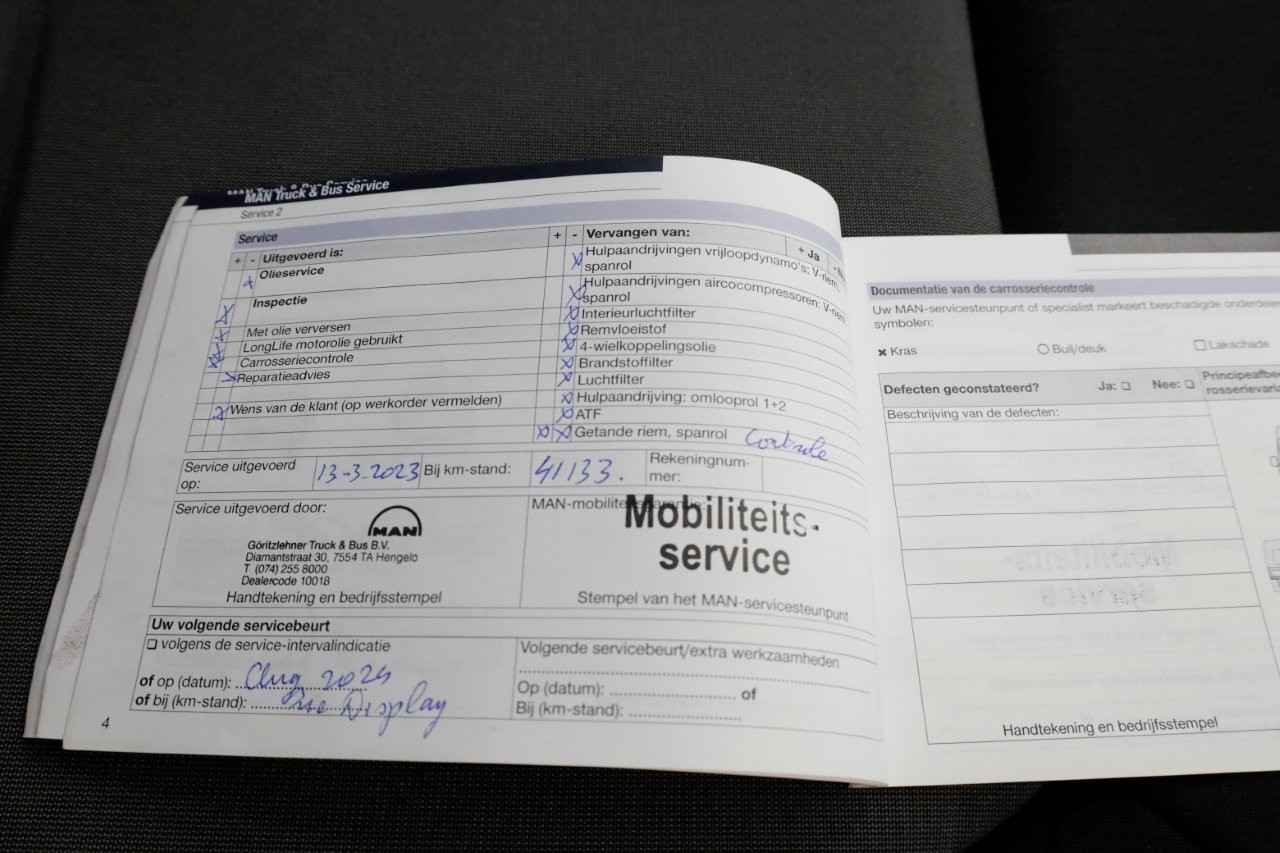 MAN Truck & Bus Service
Service 2
Service
+ - Uitgevoerd is:
Olieservice
Inspectie
Met olie verversen
LongLife motorolie gebruikt
Carrosseriecontrole
Reparatieadvies
Wens van de klant (op werkorder vermelden)
+ - Vervangen van: + Ja
Hulpaandrijvingen vrijloopdynamo's; V-riem
spanrol
Hulpaandrijvingen aircocompressoren; V-riem
spanrol
Interieurluchtfilter
Remvloeistof
4-wielkoppelingsolie
Brandstoffilter
Luchtfilter
Hulpaandrijving: omlooprol 1+2
ATF
Getande riem, spanrol Controle
Service uitgevoerd
op:
13-3-2023
Bij km-stand:
41133.
Rekeningnum-
mer:
Service uitgevoerd door:
MAN
Göritzlehner Truck & Bus B.V.
Diamantstraat 30, 7554 TA Hengelo
T (074) 255 8000
Dealercode 10018
Handtekening en bedrijfsstempel
Mobiliteits-
service
Stempel van het MAN-servicesteunpunt
Uw volgende servicebeurt
❏ volgens de service-intervalindicatie
of op (datum): Aug 2024
of bij (km-stand): zie Display
Volgende servicebeurt/extra werkzaamheden
Op (datum): of
Bij (km-stand):
4
Documentatie van de carrosseriecontrole
Uw MAN-servicesteunpunt of specialist markeert beschadigde
symbolen:
✖ Kras ❍ Buil/deuk ❏ Lakschade
Defecten geconstateerd? Ja: ❏ Nee: ❏
Beschrijving van de defecten:
Handtekening en bedrijfsstempel